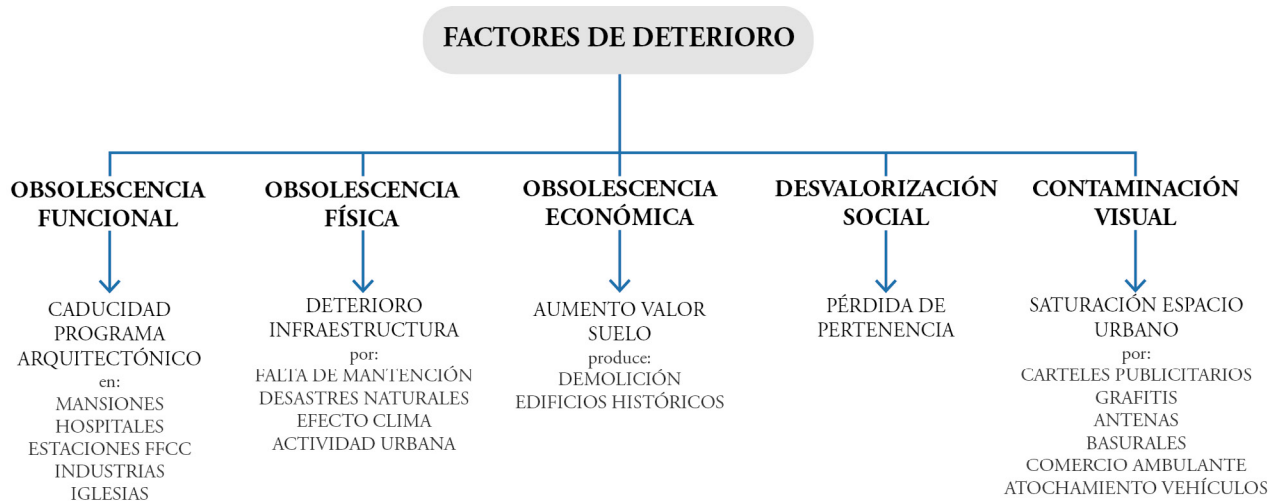 FACTORES DE DETERIORO
OBSOLESCENCIA
FUNCIONAL
CADUCIDAD
PROGRAMA
ARQUITECTÓNICO
en:
MANSIONES
HOSPITALES
ESTACIONES FFCC
INDUSTRIAS
IGLESIAS
OBSOLESCENCIA
FÍSICA
DETERIORO
INFRAESTRUCTURA
por:
FALTA DE MANTENCIÓN
DESASTRES NATURALES
EFECTO CLIMA
ACTIVIDAD URBANA
OBSOLESCENCIA
ECONÓMICA
AUMENTO VALOR
SUELO
produce:
DEMOLICIÓN
EDIFICIOS HISTÓRICOS
DESVALORIZACIÓN
SOCIAL
PÉRDIDA DE
PERTENENCIA
CONTAMINACIÓN
VISUAL
SATURACIÓN ESPACIO
URBANO
por:
CARTELES PUBLICITARIOS
GRAFITIS
ANTENAS
BASURALES
COMERCIO AMBULANTE
ATOCHAMIENTO VEHÍCULOS